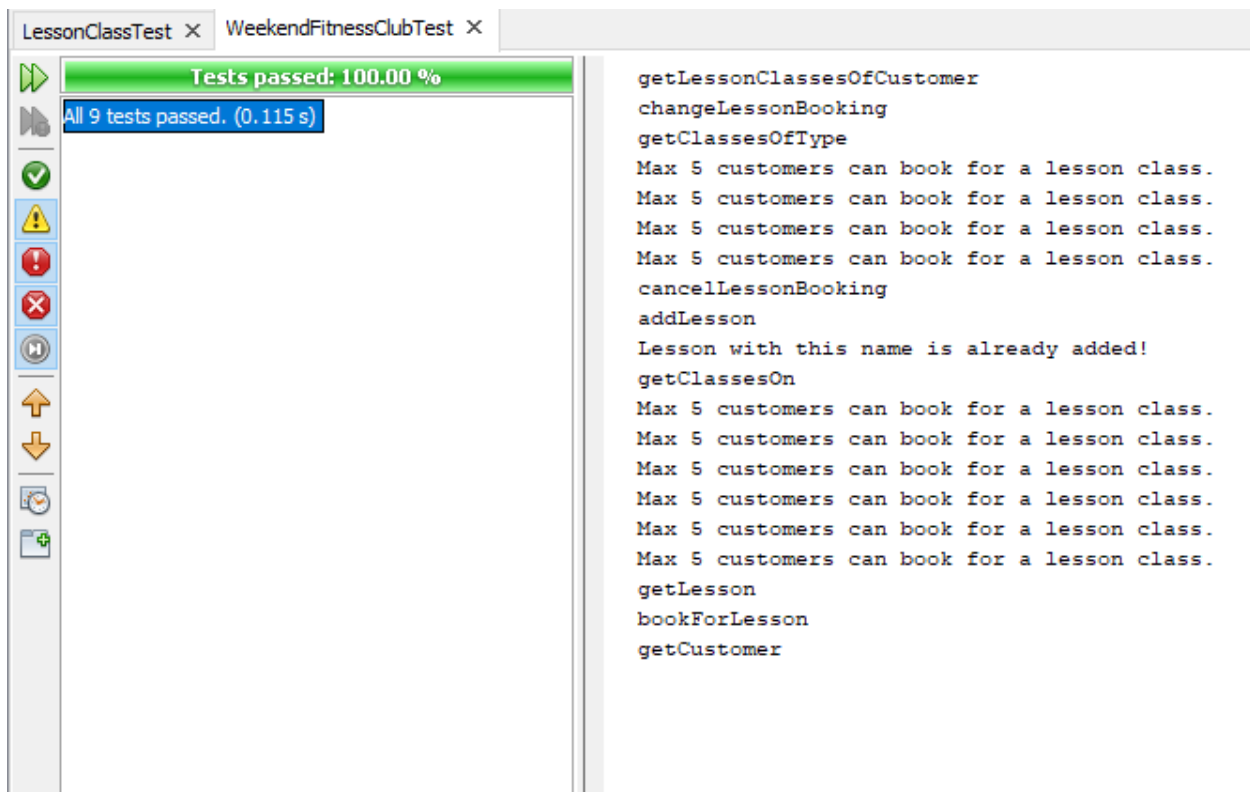 LessonClassTest
WeekendFitnessClubTest
Tests passed: 100.00 %
All 9 tests passed. (0.115 s)
getLessonClassesOfCustomer
changeLessonBooking
getClassesOfType
Max 5 customers can book for a lesson class.
Max 5 customers can book for a lesson class.
Max 5 customers can book for a lesson class.
Max 5 customers can book for a lesson class.
cancelLessonBooking
addLesson
Lesson with this name is already added!
getClassesOn
Max 5 customers can book for a lesson class.
Max 5 customers can book for a lesson class.
Max 5 customers can book for a lesson class.
Max 5 customers can book for a lesson class.
Max 5 customers can book for a lesson class.
Max 5 customers can book for a lesson class.
getLesson
bookForLesson
getCustomer